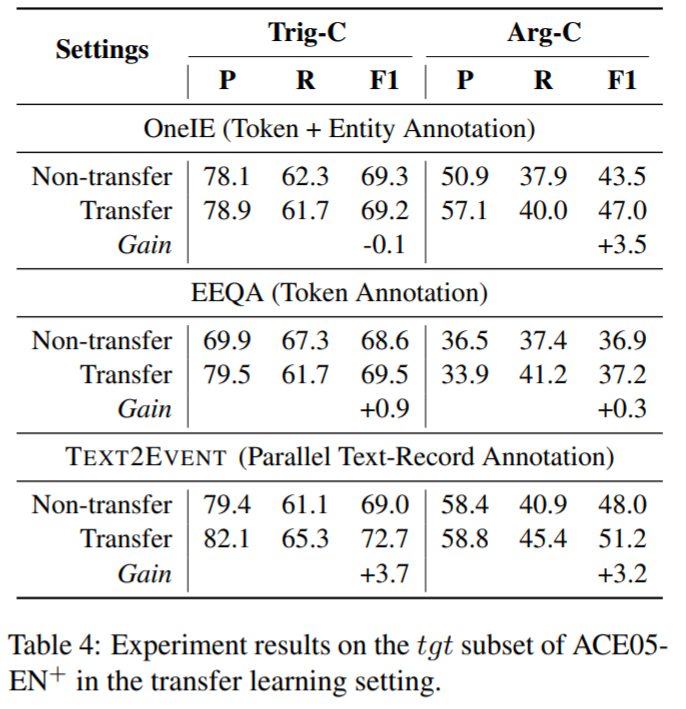 Settings Trig-C Arg-C
P R F1 P R F1
OneIE (Token + Entity Annotation)
Non-transfer 78.1 62.3 69.3 50.9 37.9 43.5
Transfer 78.9 61.7 69.2 57.1 40.0 47.0
Gain -0.1 +3.5
EEQA (Token Annotation)
Non-transfer 69.9 67.3 68.6 36.5 37.4 36.9
Transfer 79.5 61.7 69.5 33.9 41.2 37.2
Gain +0.9 +0.3
TEXT2EVENT (Parallel Text-Record Annotation)
Non-transfer 79.4 61.1 69.0 58.4 40.9 48.0
Transfer 82.1 65.3 72.7 58.8 45.4 51.2
Gain +3.7 +3.2
Table 4: Experiment results on the tgt subset of ACE05-
EN+ in the transfer learning setting.